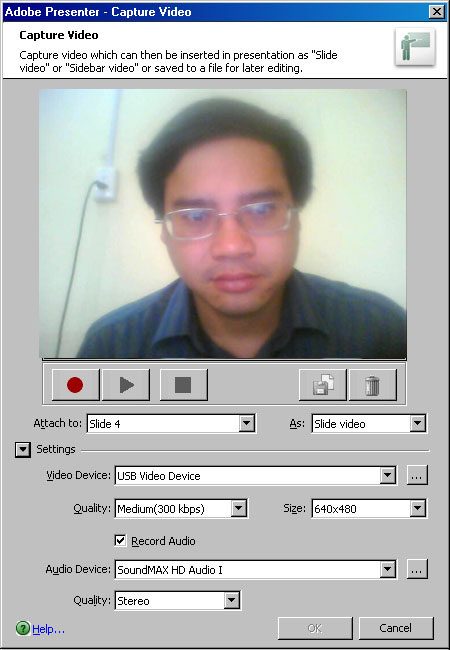 Adobe Presenter - Capture Video
Capture Video
Capture video which can then be inserted in presentation as "Slide
video" or "Sidebar video" or saved to a file for later editing.
Attach to: Slide 4 As: Slide video
Settings
Video Device: USB Video Device ...
Quality: Medium(300 kbps) Size: 640x480
Record Audio
Audio Device: SoundMAX HD Audio I ...
Quality: Stereo
? Help... OK Cancel